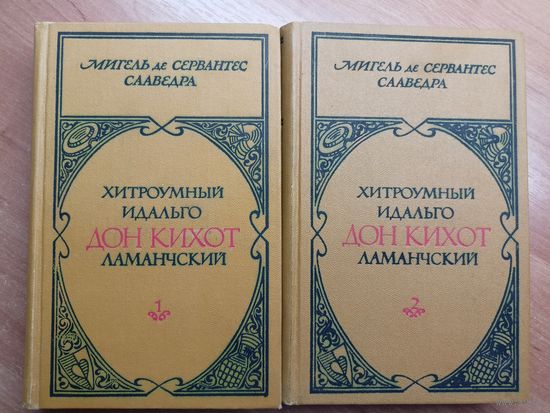 МИГЕЛЬ де СЕРВАНТЕС
СААВЕДРА
ХИТРОУМНЫЙ
ИДАЛЬГО
ДОН КИХОТ
ЛАМАНЧСКИЙ
1
МИГЕЛЬ де СЕРВАНТЕС
СААВЕДРА
ХИТРОУМНЫЙ
ИДАЛЬГО
ДОН КИХОТ
ЛАМАНЧСКИЙ
2